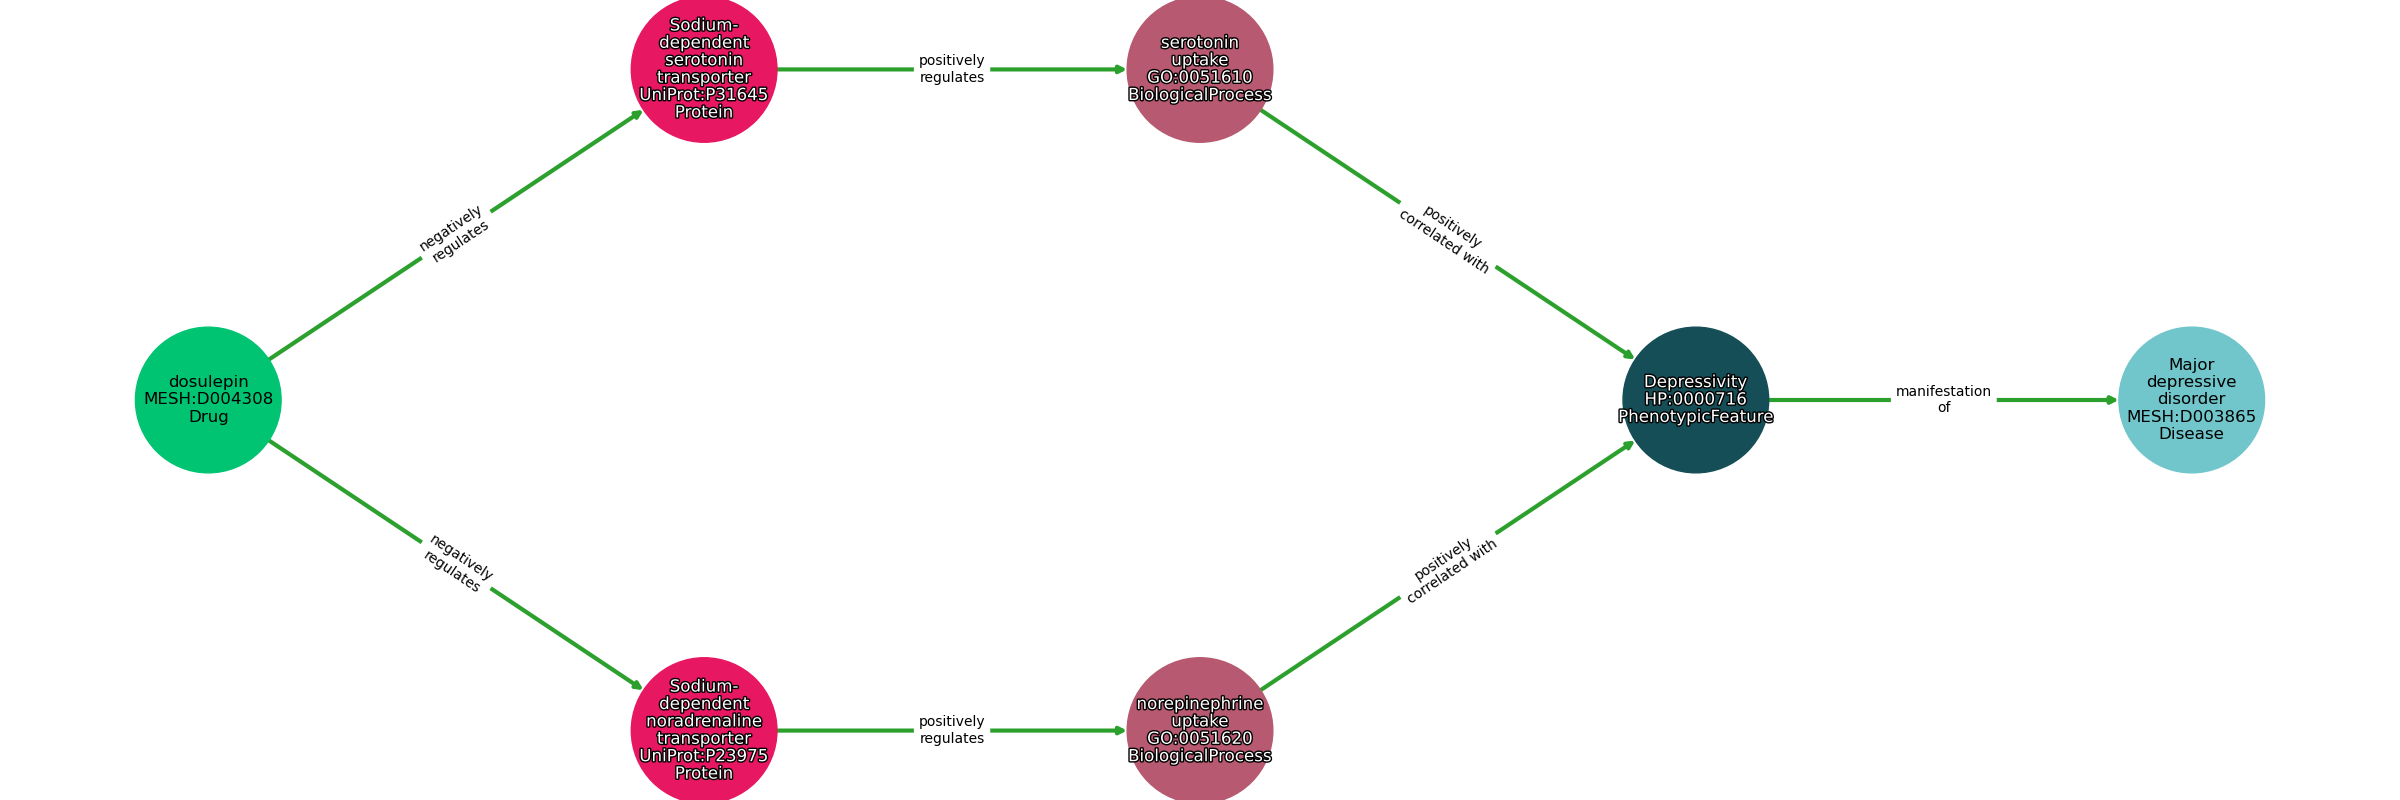 Sodium-
dependent
serotonin
transporter
UniProt:P31645
Protein
positively
regulates
serotonin
uptake
GO:0051610
BiologicalProcess
negatively
regulates
positively
correlated with
dosulepin
MESH:D004308
Drug
Depressivity
HP:0000716
PhenotypicFeature
manifestation
of
Major
depressive
disorder
MESH:D003865
Disease
negatively
regulates
positively
correlated with
Sodium-
dependent
noradrenaline
transporter
UniProt:P23975
Protein
positively
regulates
norepinephrine
uptake
GO:0051620
BiologicalProcess